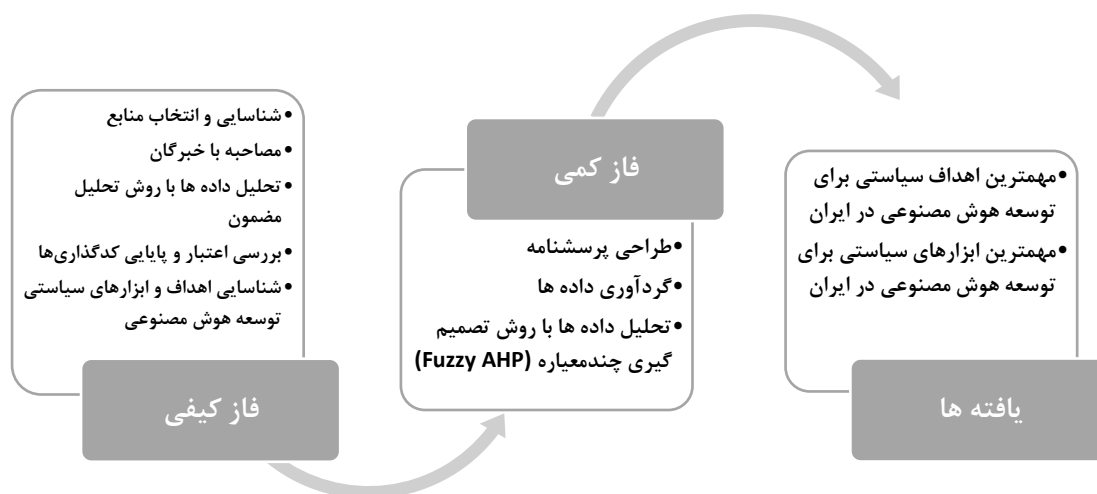 •شناسایی و انتخاب منابع
•مصاحبه با خبرگان
•تحلیل داده ها با روش تحلیل
مضمون
•بررسی اعتبار و پایایی کدگذاری‌ها
•شناسایی اهداف و ابزارهای سیاستی
توسعه هوش مصنوعی
فاز کیفی
فاز کمی
•طراحی پرسشنامه
•گردآوری داده ها
•تحلیل داده ها با روش تصمیم
گیری چندمعیاره (Fuzzy AHP)
•مهمترین اهداف سیاستی برای
توسعه هوش مصنوعی در ایران
•مهمترین ابزارهای سیاستی برای
توسعه هوش مصنوعی در ایران
یافته ها